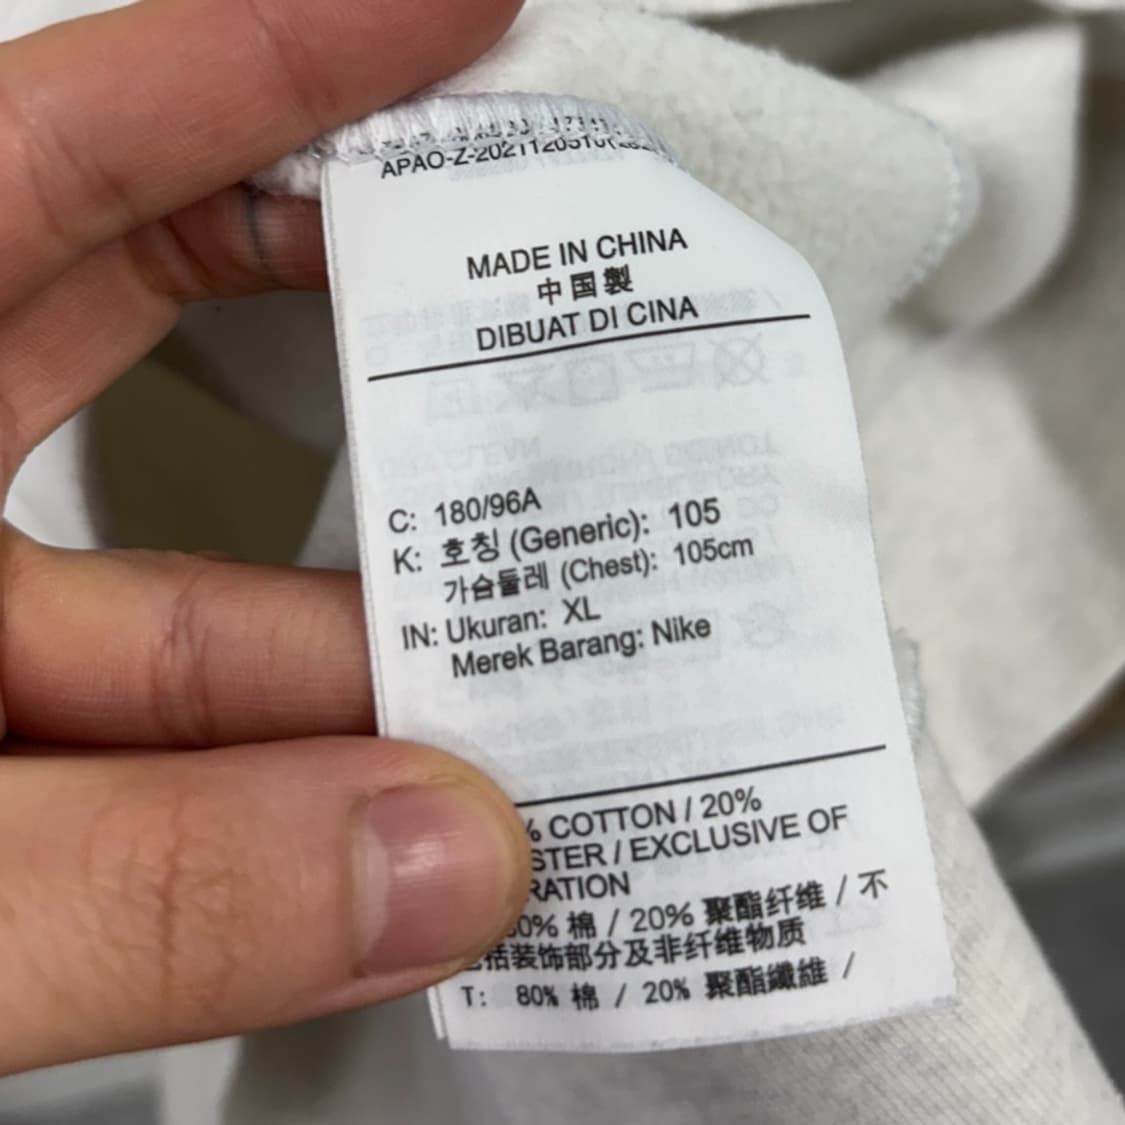 MADE IN CHINA
中国製
DIBUAT DI CINA
C: 180/96A
K: 호칭 (Generic): 105
가슴둘레 (Chest): 105cm
IN: Ukuran: XL
Merek Barang: Nike
% COTTON / 20%
STER / EXCLUSIVE OF
RATION
0% 棉 / 20% 聚酯纤维 / 不
括装饰部分及非纤维物质
T: 80% 棉 / 20% 聚酯纖維 /